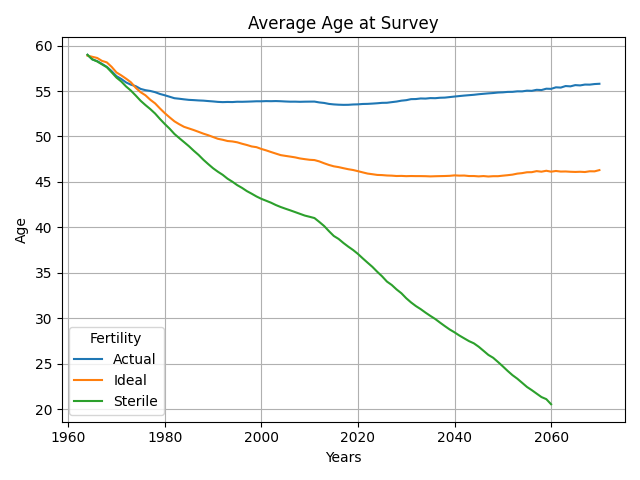 Average Age at Survey
60
55
50
45
40
35
30
25
20
Age
Fertility
Actual
Ideal
Sterile
1960 1980 2000 2020 2040 2060
Years